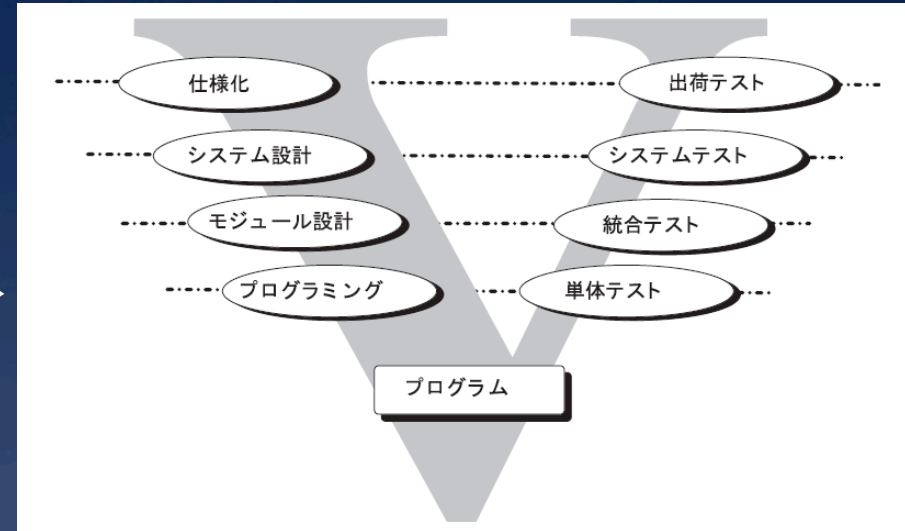 仕様化
出荷テスト
システム設計
システムテスト
モジュール設計
統合テスト
プログラミング
単体テスト
プログラム